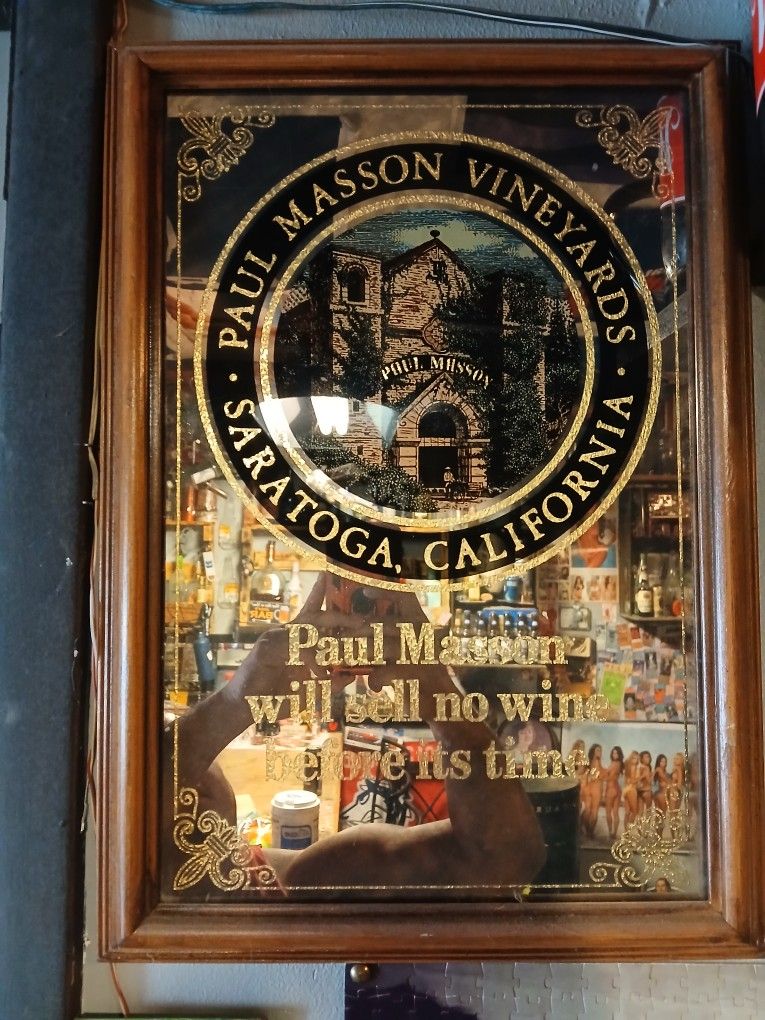 · PAUL MASSON VINEYARDS ·
SARATOGA, CALIFORNIA
PAUL MASSON
Paul Masson
will sell no wine
before its time.